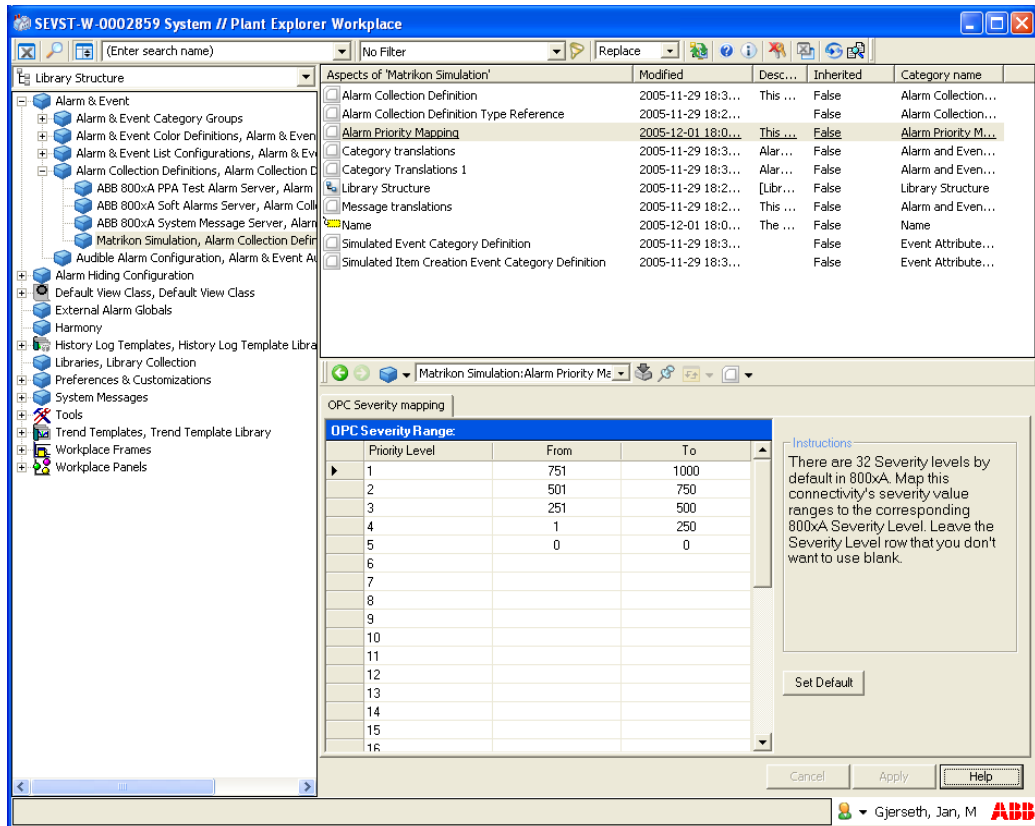 SEVST-W-0002859 System // Plant Explorer Workplace
(Enter search name)
No Filter
Replace
Library Structure
Alarm & Event
Alarm & Event Category Groups
Alarm & Event Color Definitions, Alarm & Even
Alarm & Event List Configurations, Alarm & Ev
Alarm Collection Definitions, Alarm Collection D
ABB 800xA PPA Test Alarm Server, Alarm
ABB 800xA Soft Alarms Server, Alarm Coll
ABB 800xA System Message Server, Alarm
Matrikon Simulation, Alarm Collection Defin
Audible Alarm Configuration, Alarm & Event Au
Alarm Hiding Configuration
Default View Class, Default View Class
External Alarm Globals
Harmony
History Log Templates, History Log Template Libra
Libraries, Library Collection
Preferences & Customizations
System Messages
Tools
Trend Templates, Trend Template Library
Workplace Frames
Workplace Panels
Aspects of 'Matrikon Simulation' Modified Desc... Inherited Category name
Alarm Collection Definition 2005-11-29 18:3... This ... False Alarm Collection...
Alarm Collection Definition Type Reference 2005-11-29 18:2... False Alarm Collection...
Alarm Priority Mapping 2005-12-01 18:0... This ... False Alarm Priority M...
Category translations 2005-11-29 18:3... Alar... False Alarm and Even...
Category Translations 1 2005-11-29 18:3... Alar... False Alarm and Even...
Library Structure 2005-11-29 18:2... [Libr... False Library Structure
Message translations 2005-11-29 18:2... This ... False Alarm and Even...
Name 2005-12-01 18:0... The ... False Name
Simulated Event Category Definition 2005-11-29 18:3... False Event Attribute...
Simulated Item Creation Event Category Definition 2005-11-29 18:3... False Event Attribute...
Matrikon Simulation:Alarm Priority Ma
OPC Severity mapping
OPC Severity Range:
Priority Level From To
1 751 1000
2 501 750
3 251 500
4 1 250
5 0 0
6
7
8
9
10
11
12
13
14
15
16
Instructions
There are 32 Severity levels by
default in 800xA. Map this
connectivity's severity value
ranges to the corresponding
800xA Severity Level. Leave the
Severity Level row that you don't
want to use blank.
Set Default
Cancel Apply Help
Gjerseth, Jan, M ABB